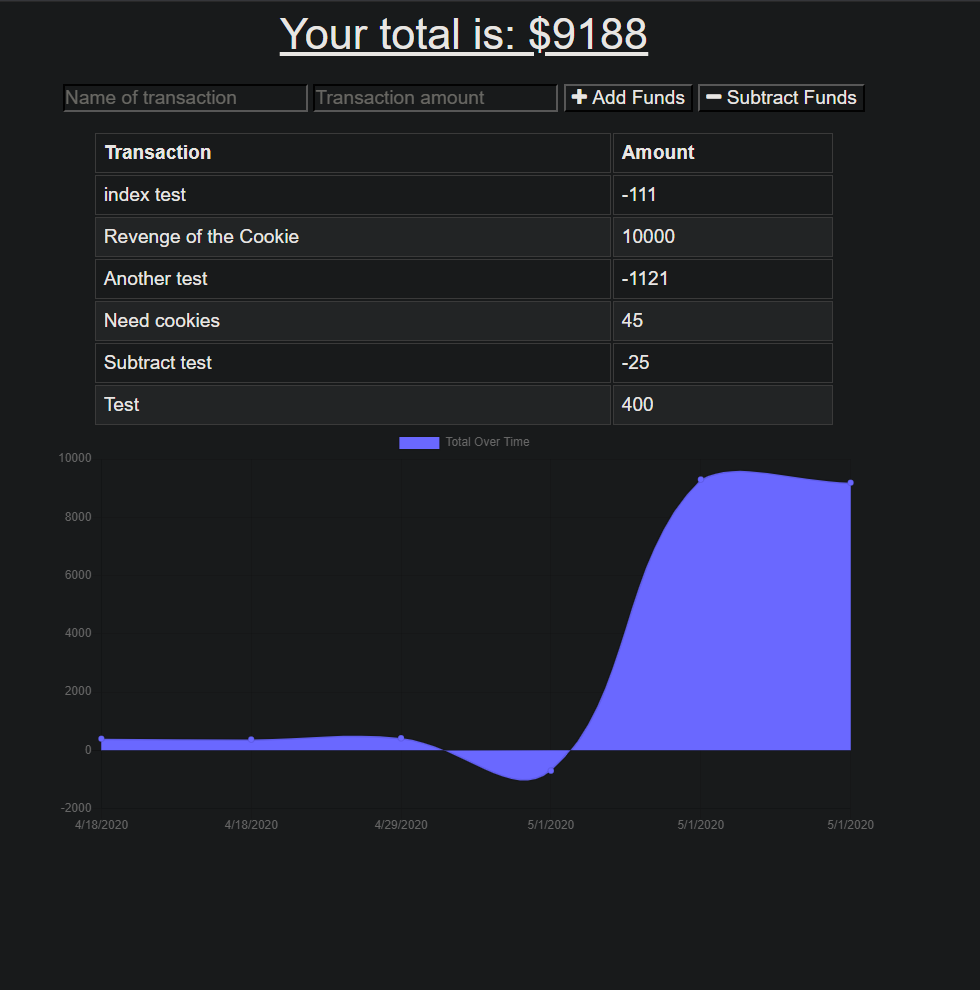 Your total is: $9188
Name of transaction Transaction amount Add Funds Subtract Funds
Transaction Amount
index test -111
Revenge of the Cookie 10000
Another test -1121
Need cookies 45
Subtract test -25
Test 400
Total Over Time
10000
8000
6000
4000
2000
0
-2000
4/18/2020 4/18/2020 4/29/2020 5/1/2020 5/1/2020 5/1/2020